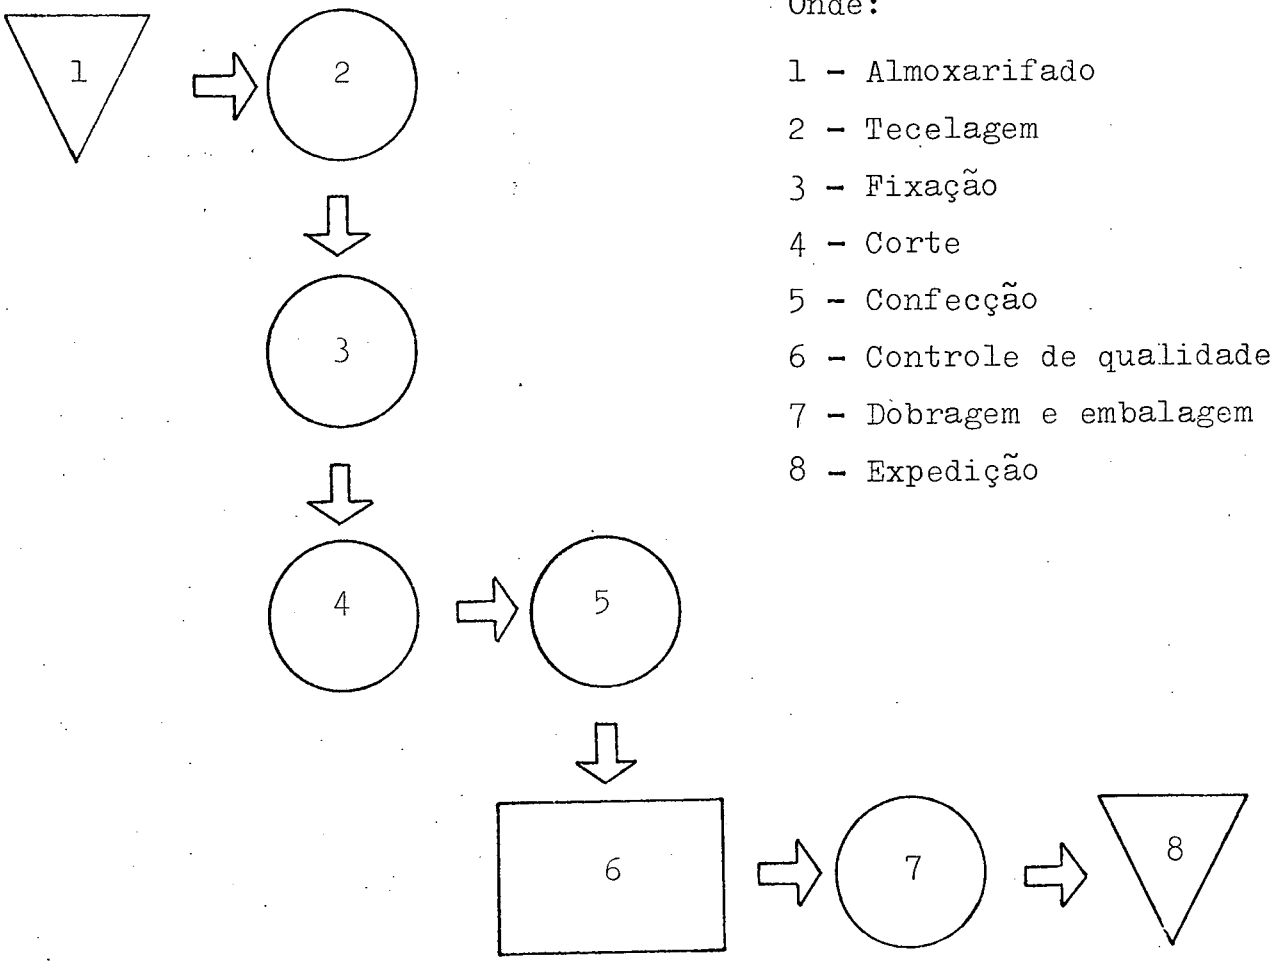 Onde:
1 - Almoxarifado
2 - Tecelagem
3 - Fixação
4 - Corte
5 - Confecção
6 - Controle de qualidade
7 - Dobragem e embalagem
8 - Expedição
1
2
3
4
5
6
7
8